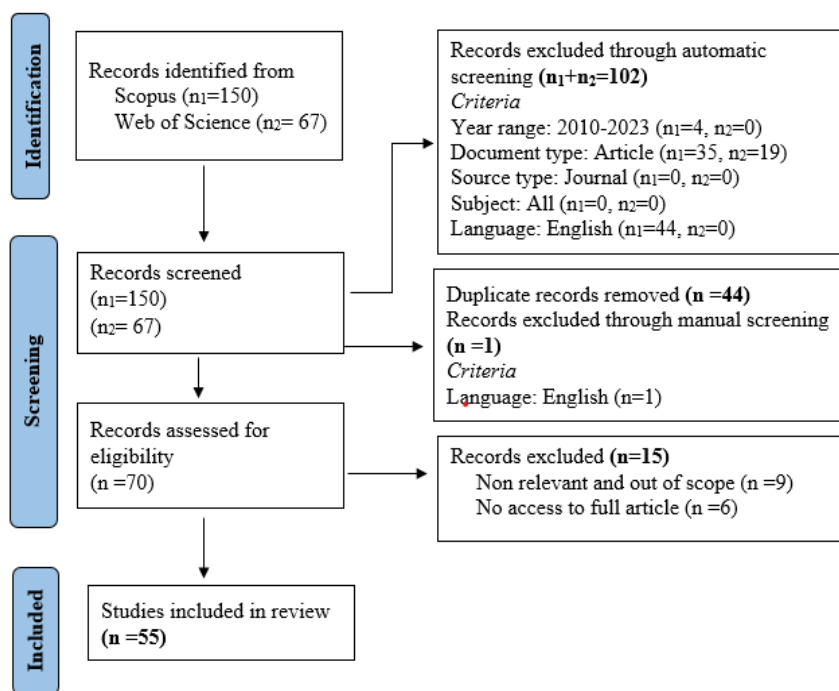 Identification
Records identified from
Scopus (n₁=150)
Web of Science (n₂= 67)
Records excluded through automatic
screening (n₁+n₂=102)
Criteria
Year range: 2010-2023 (n₁=4, n₂=0)
Document type: Article (n₁=35, n₂=19)
Source type: Journal (n₁=0, n₂=0)
Subject: All (n₁=0, n₂=0)
Language: English (n₁=44, n₂=0)
Screening
Records screened
(n₁=150)
(n₂= 67)
Duplicate records removed (n =44)
Records excluded through manual screening
(n =1)
Criteria
Language: English (n=1)
Records assessed for
eligibility
(n =70)
Records excluded (n=15)
Non relevant and out of scope (n =9)
No access to full article (n =6)
Included
Studies included in review
(n =55)